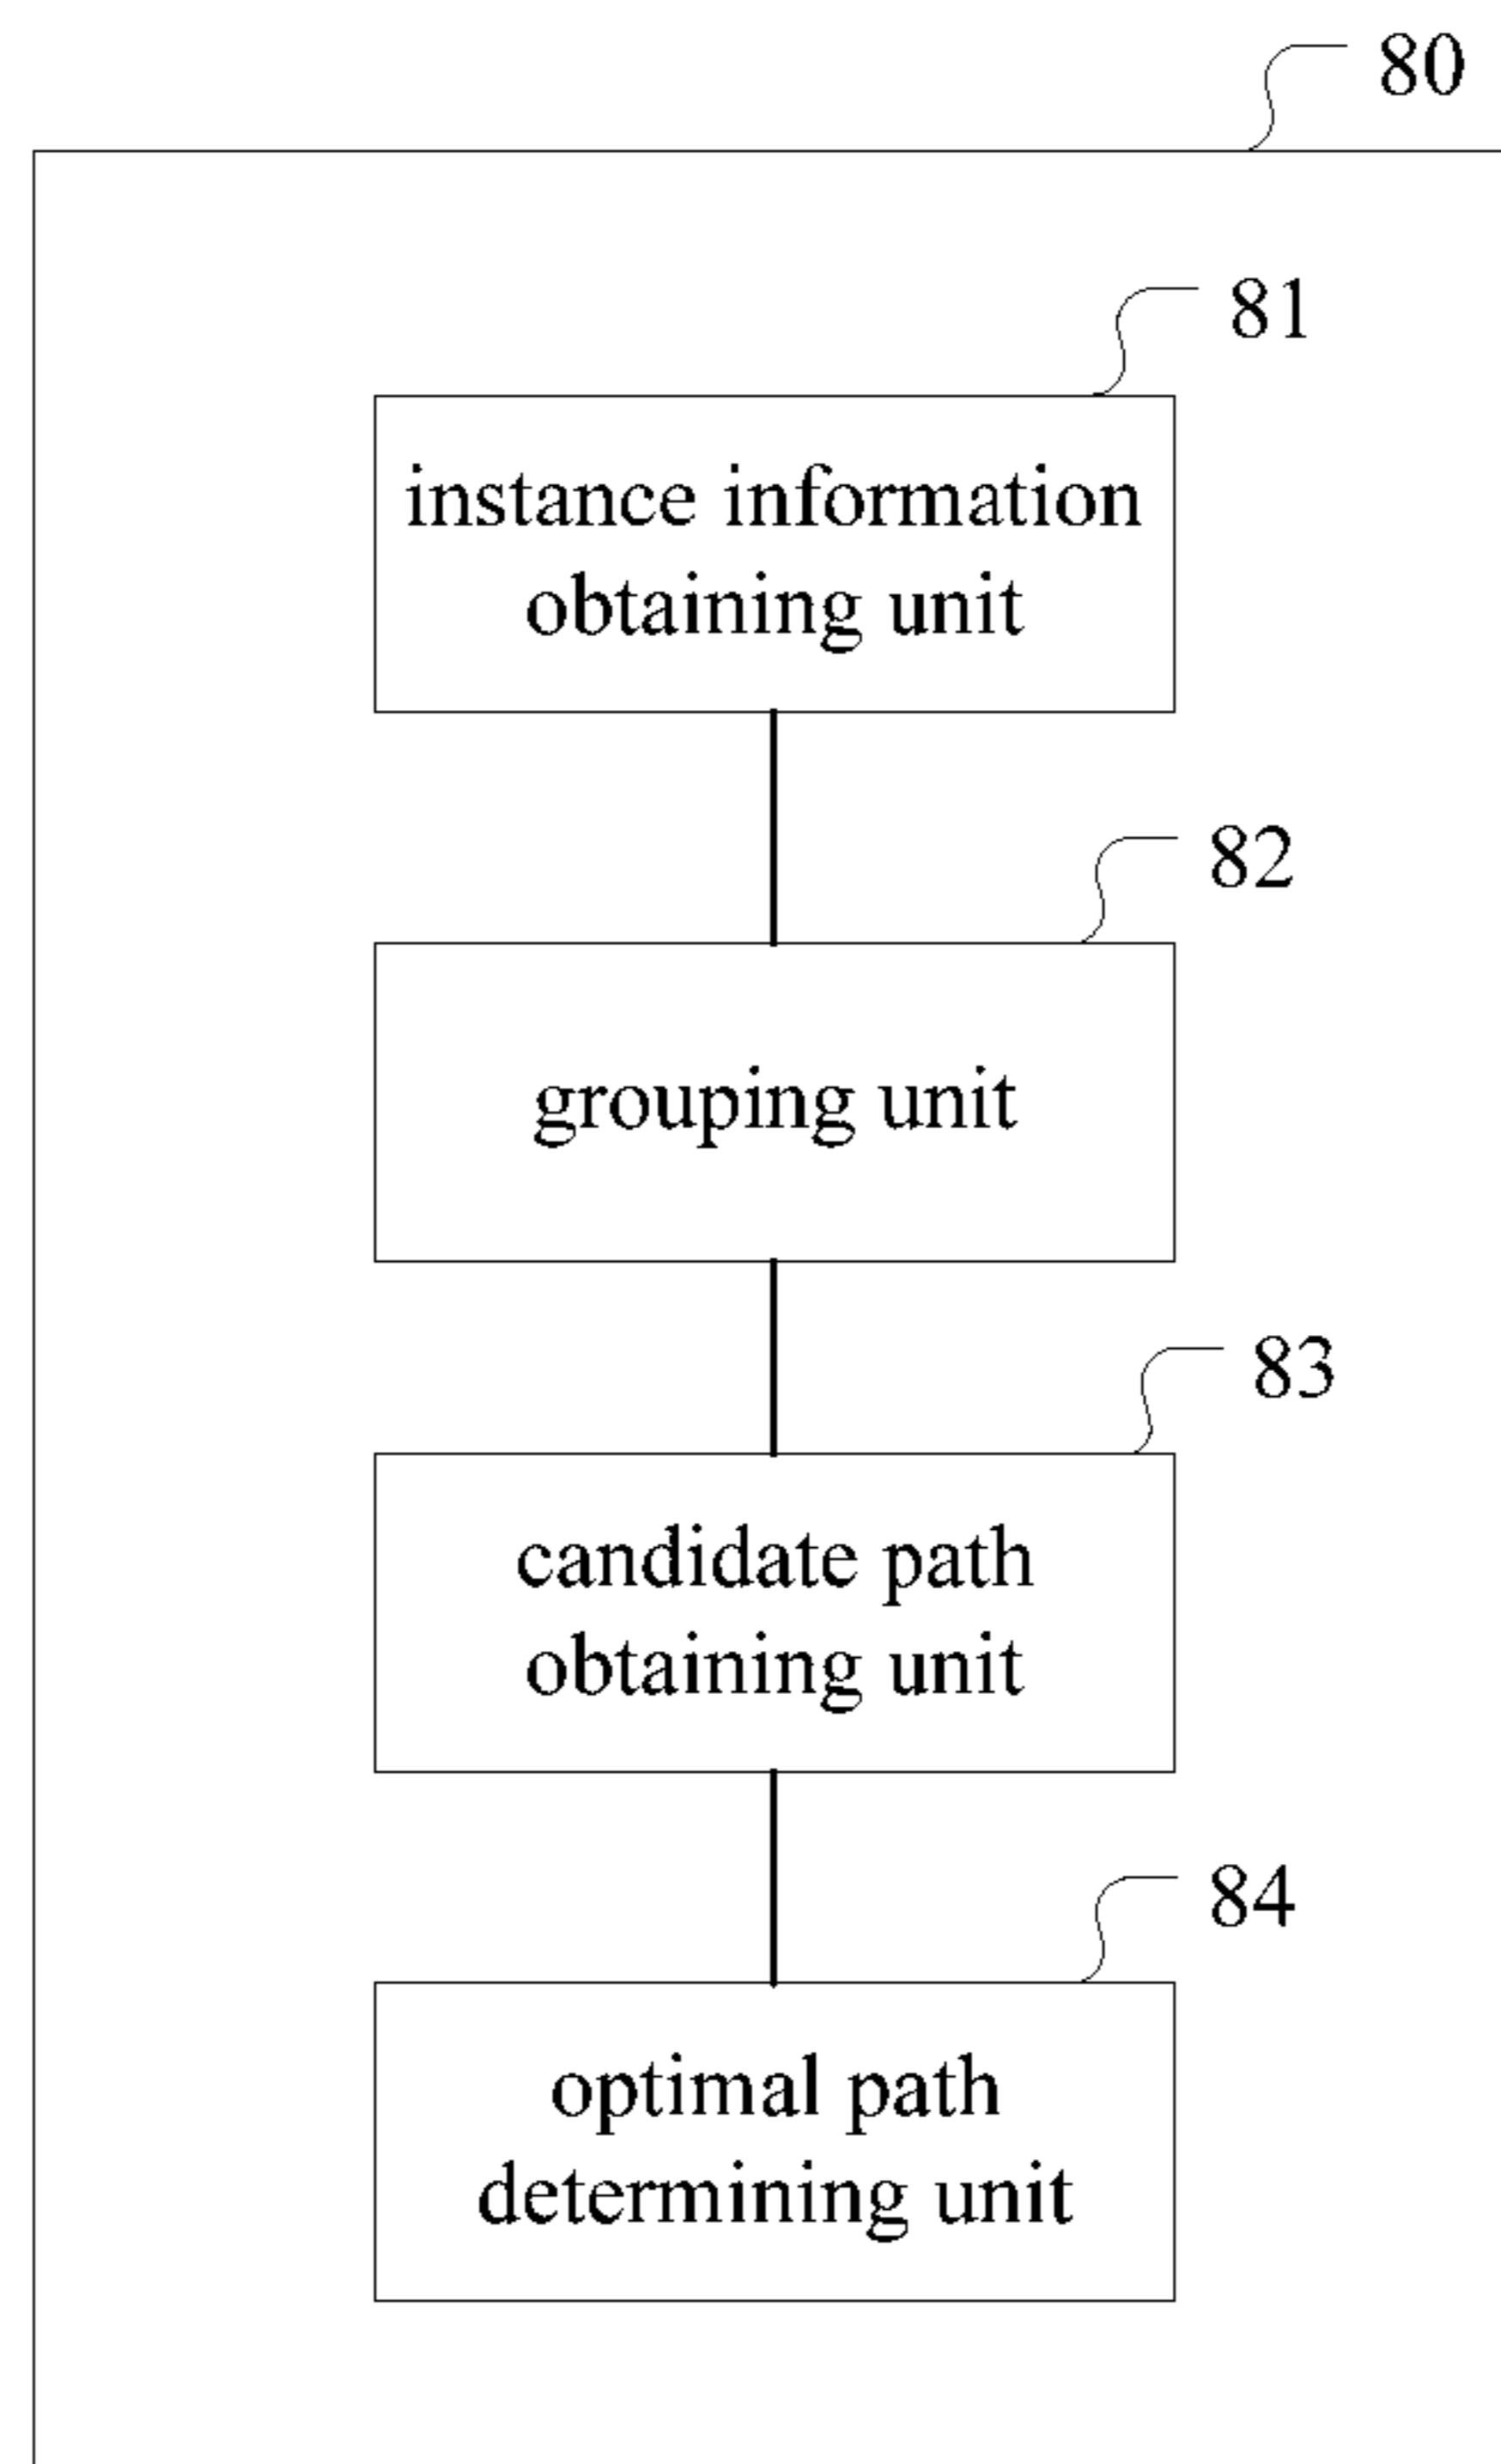 80
81
instance information
obtaining unit
82
grouping unit
83
candidate path
obtaining unit
84
optimal path
determining unit